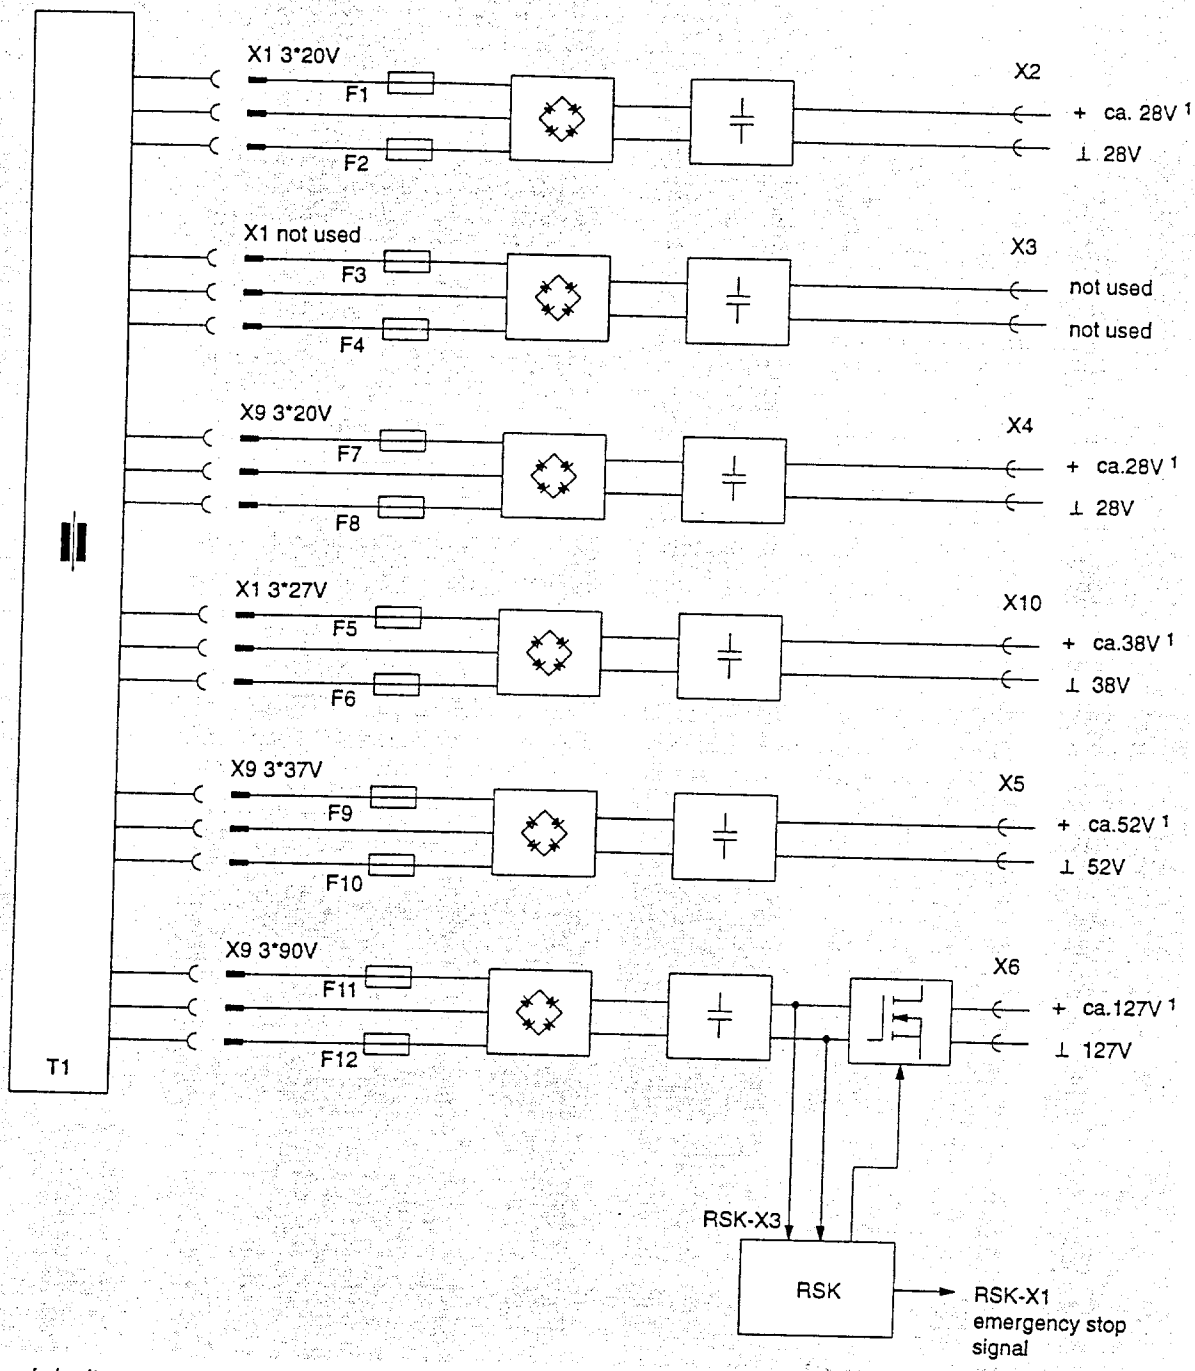 X1 3*20V
F1
F2
X2
+ ca. 28V 1
⊥ 28V
X1 not used
F3
F4
X3
not used
not used
X9 3*20V
F7
F8
X4
+ ca.28V 1
⊥ 28V
X1 3*27V
F5
F6
X10
+ ca.38V 1
⊥ 38V
X9 3*37V
F9
F10
X5
+ ca.52V 1
⊥ 52V
X9 3*90V
F11
F12
X6
+ ca.127V 1
⊥ 127V
T1
RSK-X3
RSK
RSK-X1
emergency stop
signal